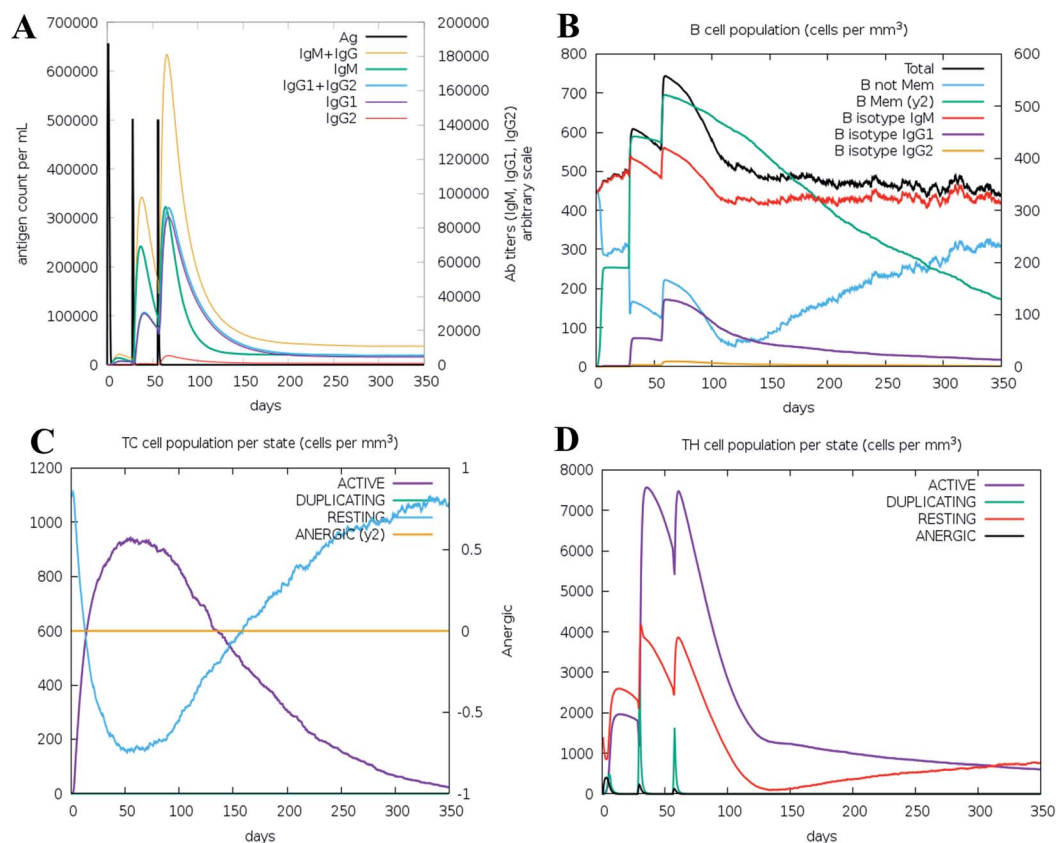 A
Ag
IgM+IgG
IgM
IgG1+IgG2
IgG1
IgG2
antigen count per mL
Ab titers (IgM, IgG1, IgG2)
arbitrary scale
700000
600000
500000
400000
300000
200000
100000
0
200000
180000
160000
140000
120000
100000
80000
60000
40000
20000
0
0 50 100 150 200 250 300 350
days
B
B cell population (cells per mm³)
Total
B not Mem
B Mem (y2)
B isotype IgM
B isotype IgG1
B isotype IgG2
800
700
600
500
400
300
200
100
0
600
500
400
300
200
100
0
0 50 100 150 200 250 300 350
days
C
TC cell population per state (cells per mm³)
ACTIVE
DUPLICATING
RESTING
ANERGIC (y2)
1200
1000
800
600
400
200
0
1
0.5
0
-0.5
-1
Anergic
0 50 100 150 200 250 300 350
days
D
TH cell population per state (cells per mm³)
ACTIVE
DUPLICATING
RESTING
ANERGIC
8000
7000
6000
5000
4000
3000
2000
1000
0
0 50 100 150 200 250 300 350
days